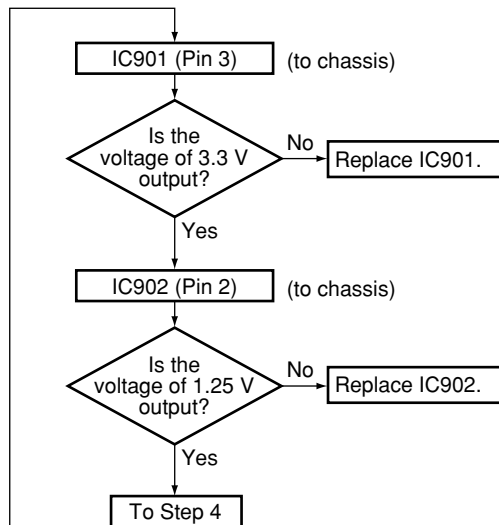 IC901 (Pin 3)
(to chassis)
Is the
voltage of 3.3 V
output?
No
Replace IC901.
Yes
IC902 (Pin 2)
(to chassis)
Is the
voltage of 1.25 V
output?
No
Replace IC902.
Yes
To Step 4